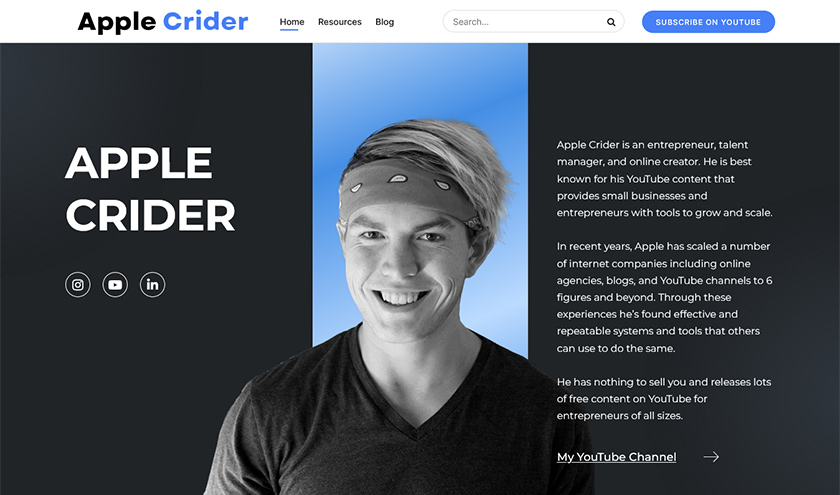 Apple Crider
Home
Resources
Blog
Search...
SUBSCRIBE ON YOUTUBE
APPLE
CRIDER
Apple Crider is an entrepreneur, talent
manager, and online creator. He is best
known for his YouTube content that
provides small businesses and
entrepreneurs with tools to grow and scale.
In recent years, Apple has scaled a number
of internet companies including online
agencies, blogs, and YouTube channels to 6
figures and beyond. Through these
experiences he's found effective and
repeatable systems and tools that others
can use to do the same.
He has nothing to sell you and releases lots
of free content on YouTube for
entrepreneurs of all sizes.
My YouTube Channel